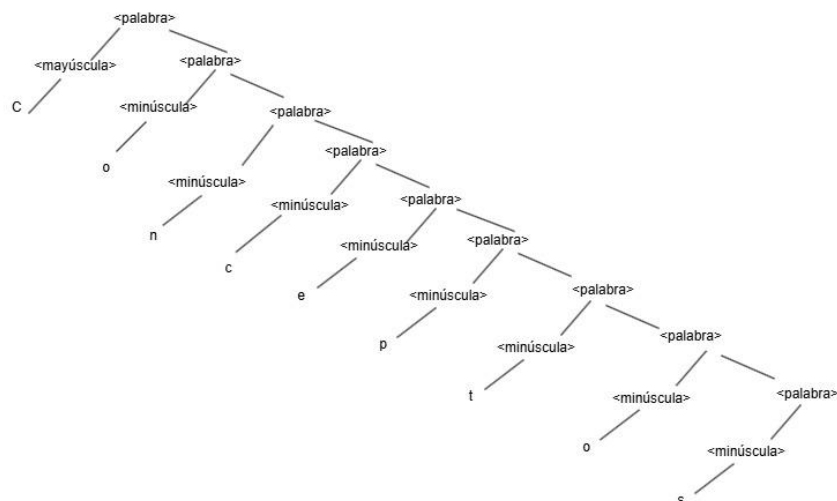 <palabra>
<mayúscula> <palabra>
C <minúscula> <palabra>
o <minúscula> <palabra>
n <minúscula> <palabra>
c <minúscula> <palabra>
e <minúscula> <palabra>
p <minúscula> <palabra>
t <minúscula> <palabra>
o <minúscula>
s